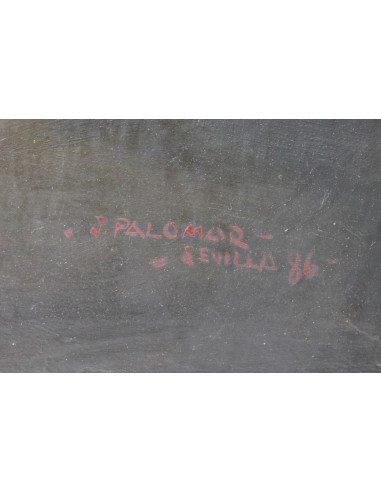 . J. PALOMAR -
- SEVILLA 86 -